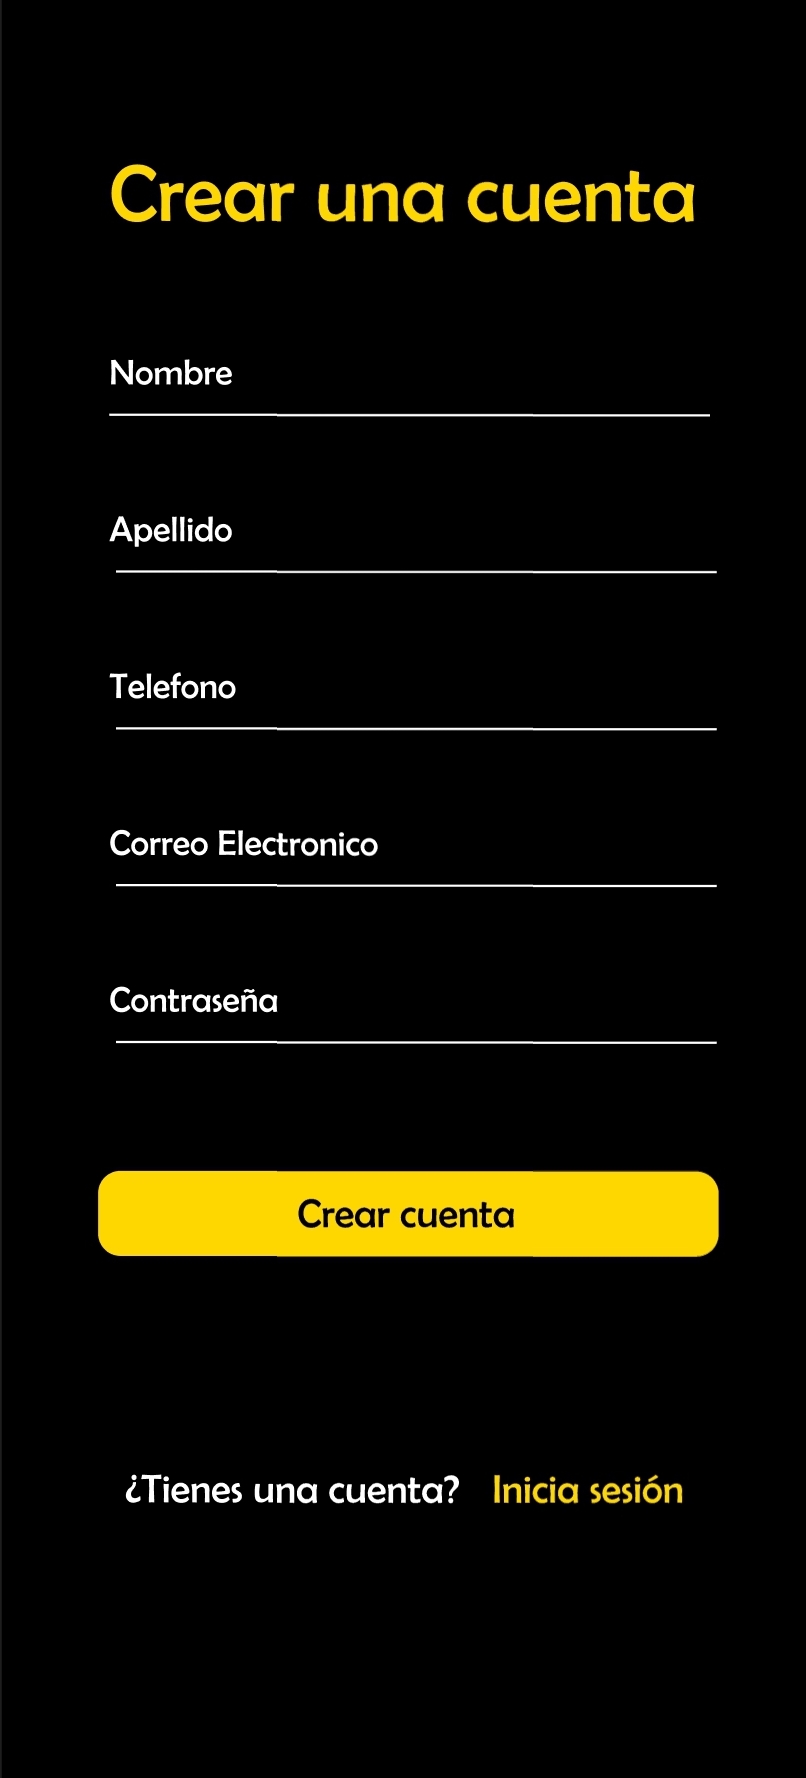 Crear una cuenta
Nombre
Apellido
Telefono
Correo Electronico
Contraseña
Crear cuenta
¿Tienes una cuenta? Inicia sesión